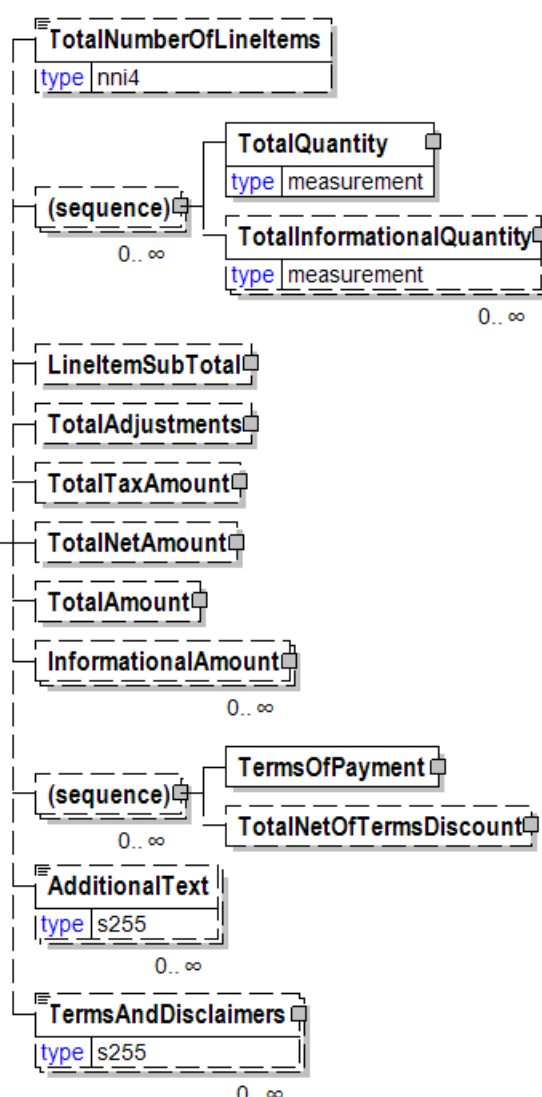 TotalNumberOfLineItems
type nni4
TotalQuantity
type measurement
(sequence)
0.. ∞
TotalInformationalQuantity
type measurement
0.. ∞
LineItemSubTotal
TotalAdjustments
TotalTaxAmount
TotalNetAmount
TotalAmount
InformationalAmount
0.. ∞
TermsOfPayment
(sequence)
0.. ∞
TotalNetOfTermsDiscount
AdditionalText
type s255
0.. ∞
TermsAndDisclaimers
type s255
0.. ∞